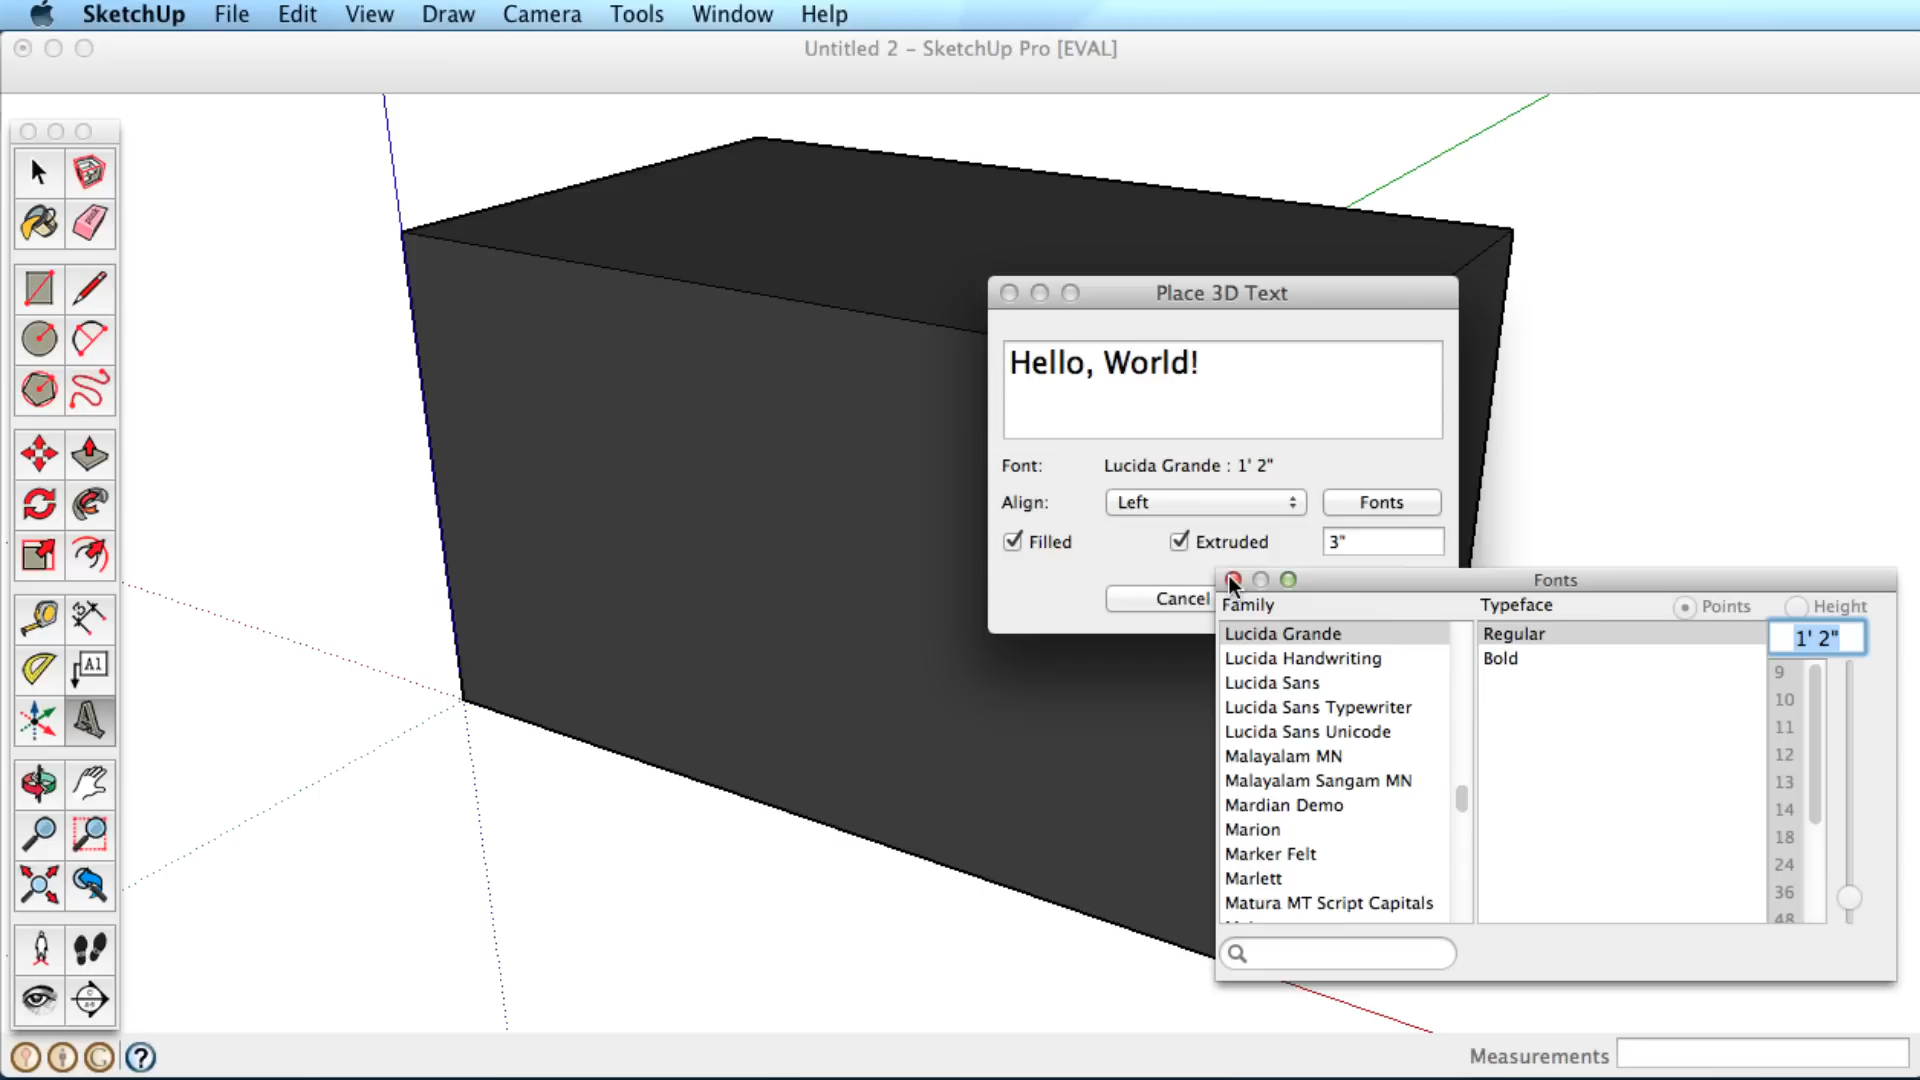 SketchUp File Edit View Draw Camera Tools Window Help
Untitled 2 – SketchUp Pro [EVAL]
Place 3D Text
Hello, World!
Font: Lucida Grande : 1' 2"
Align: Left Fonts
Filled Extruded 3"
Cancel
Fonts
Family Typeface Points Height
Lucida Grande Regular 1' 2"
Lucida Handwriting Bold 9
Lucida Sans 10
Lucida Sans Typewriter 11
Lucida Sans Unicode 12
Malayalam MN 13
Malayalam Sangam MN 14
Mardian Demo 18
Marion 24
Marker Felt 36
Marlett 48
Matura MT Script Capitals
A1
Measurements